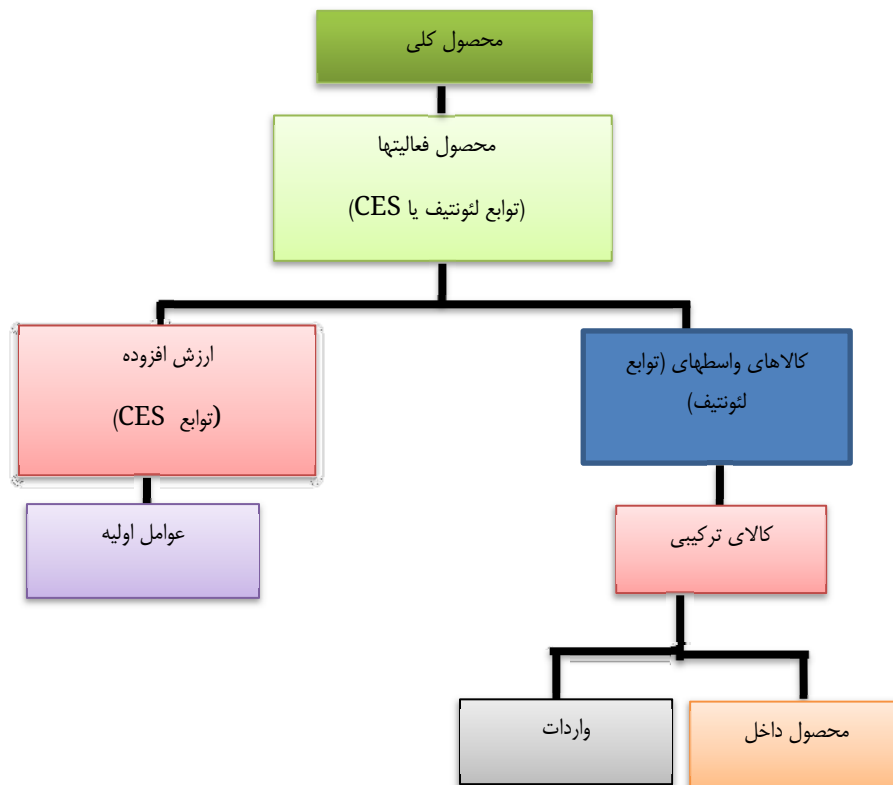 محصول کلی
محصول فعالیتها
(توابع لئونتیف یا CES)
کالاهای واسطهای (توابع
لئونتیف)
ارزش افزوده
(توابع CES)
کالای ترکیبی
عوامل اولیه
محصول داخل
واردات